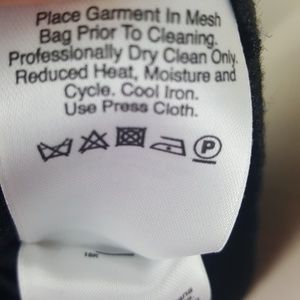 Place Garment In Mesh
Bag Prior To Cleaning.
Professionally Dry Clean Only.
Reduced Heat, Moisture and
Cycle. Cool Iron.
Use Press Cloth.
P